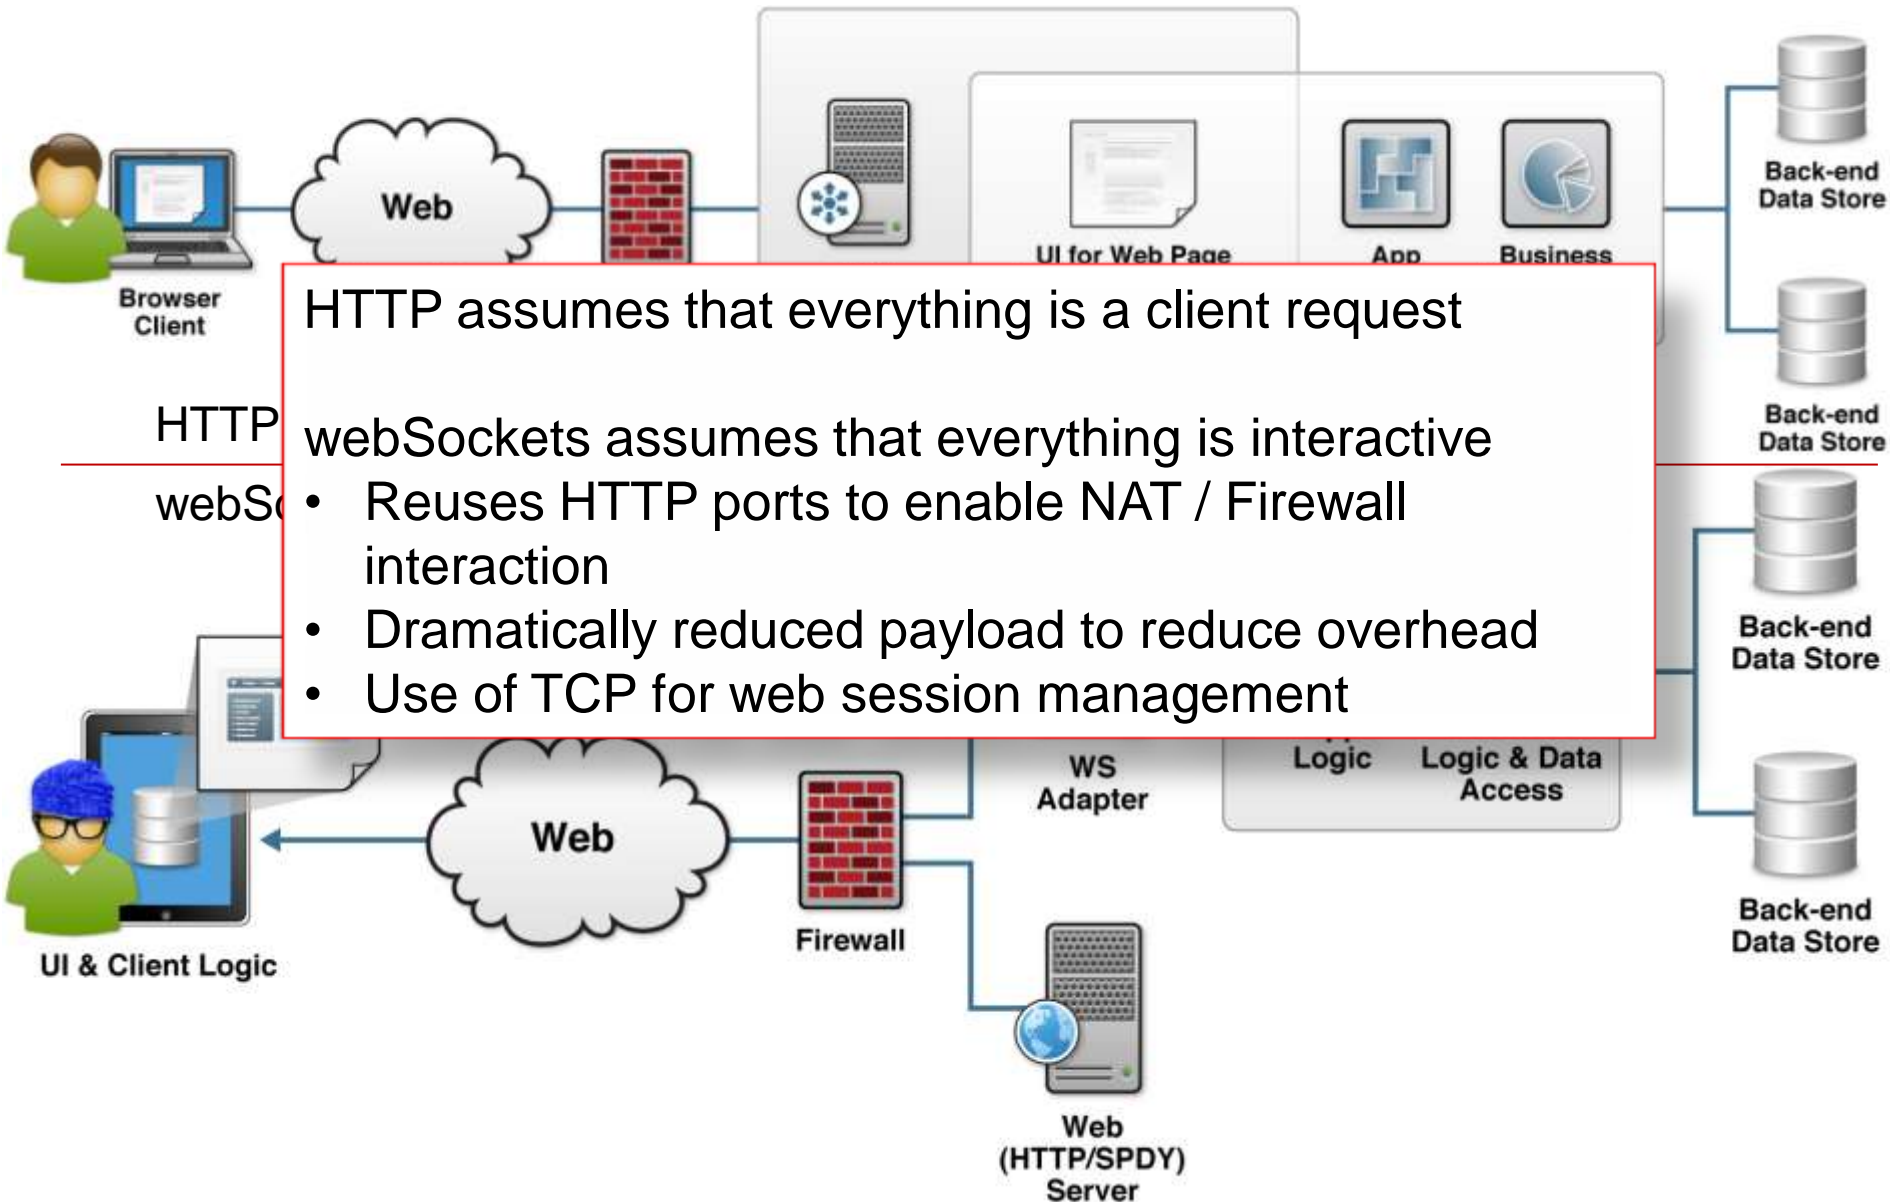 Web
Back-end
Data Store
UI for Web Page
App
Business
Browser
Client
HTTP assumes that everything is a client request
Back-end
Data Store
HTTP
webSockets assumes that everything is interactive
• Reuses HTTP ports to enable NAT / Firewall
interaction
• Dramatically reduced payload to reduce overhead
• Use of TCP for web session management
Back-end
Data Store
WS
Adapter
Logic
Logic & Data
Access
Web
Firewall
UI & Client Logic
Back-end
Data Store
Web
(HTTP/SPDY)
Server